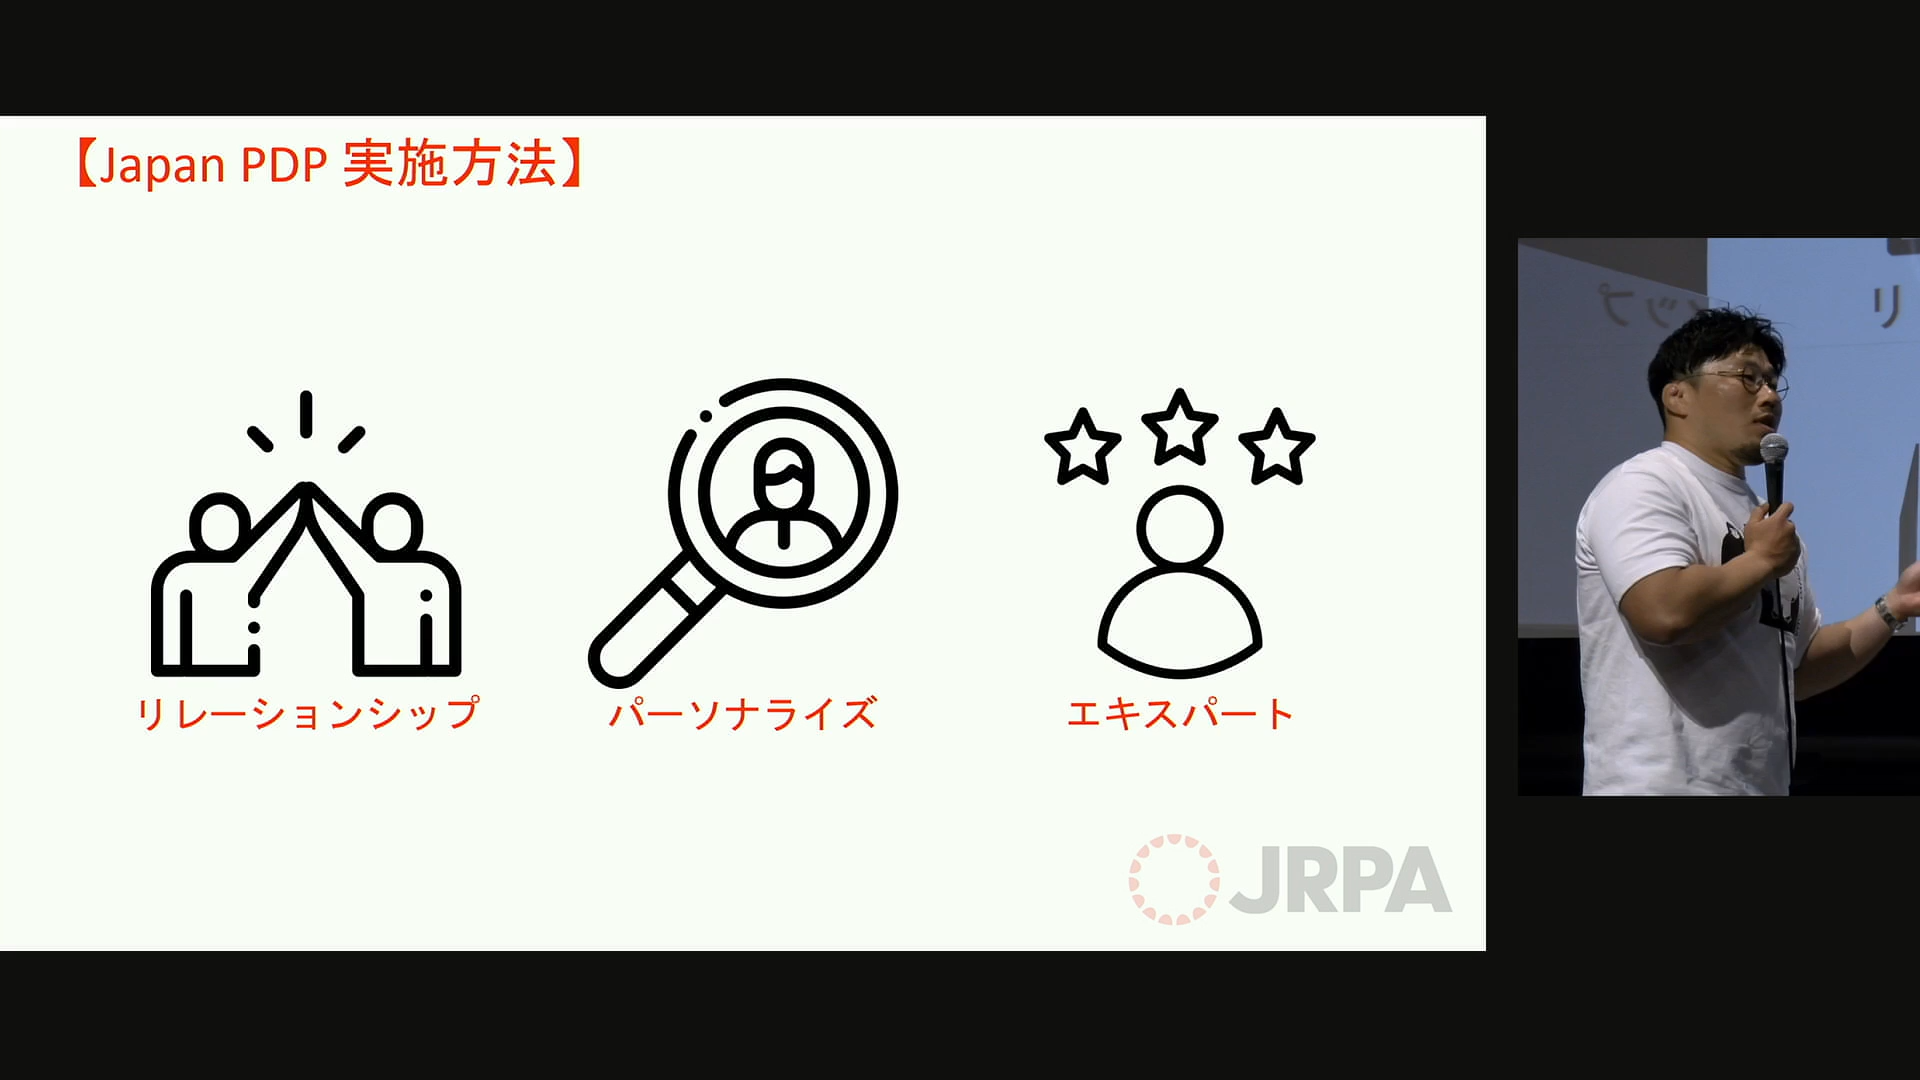 【Japan PDP 実施方法】
リレーションシップ
パーソナライズ
エキスパート
JRPA
リ